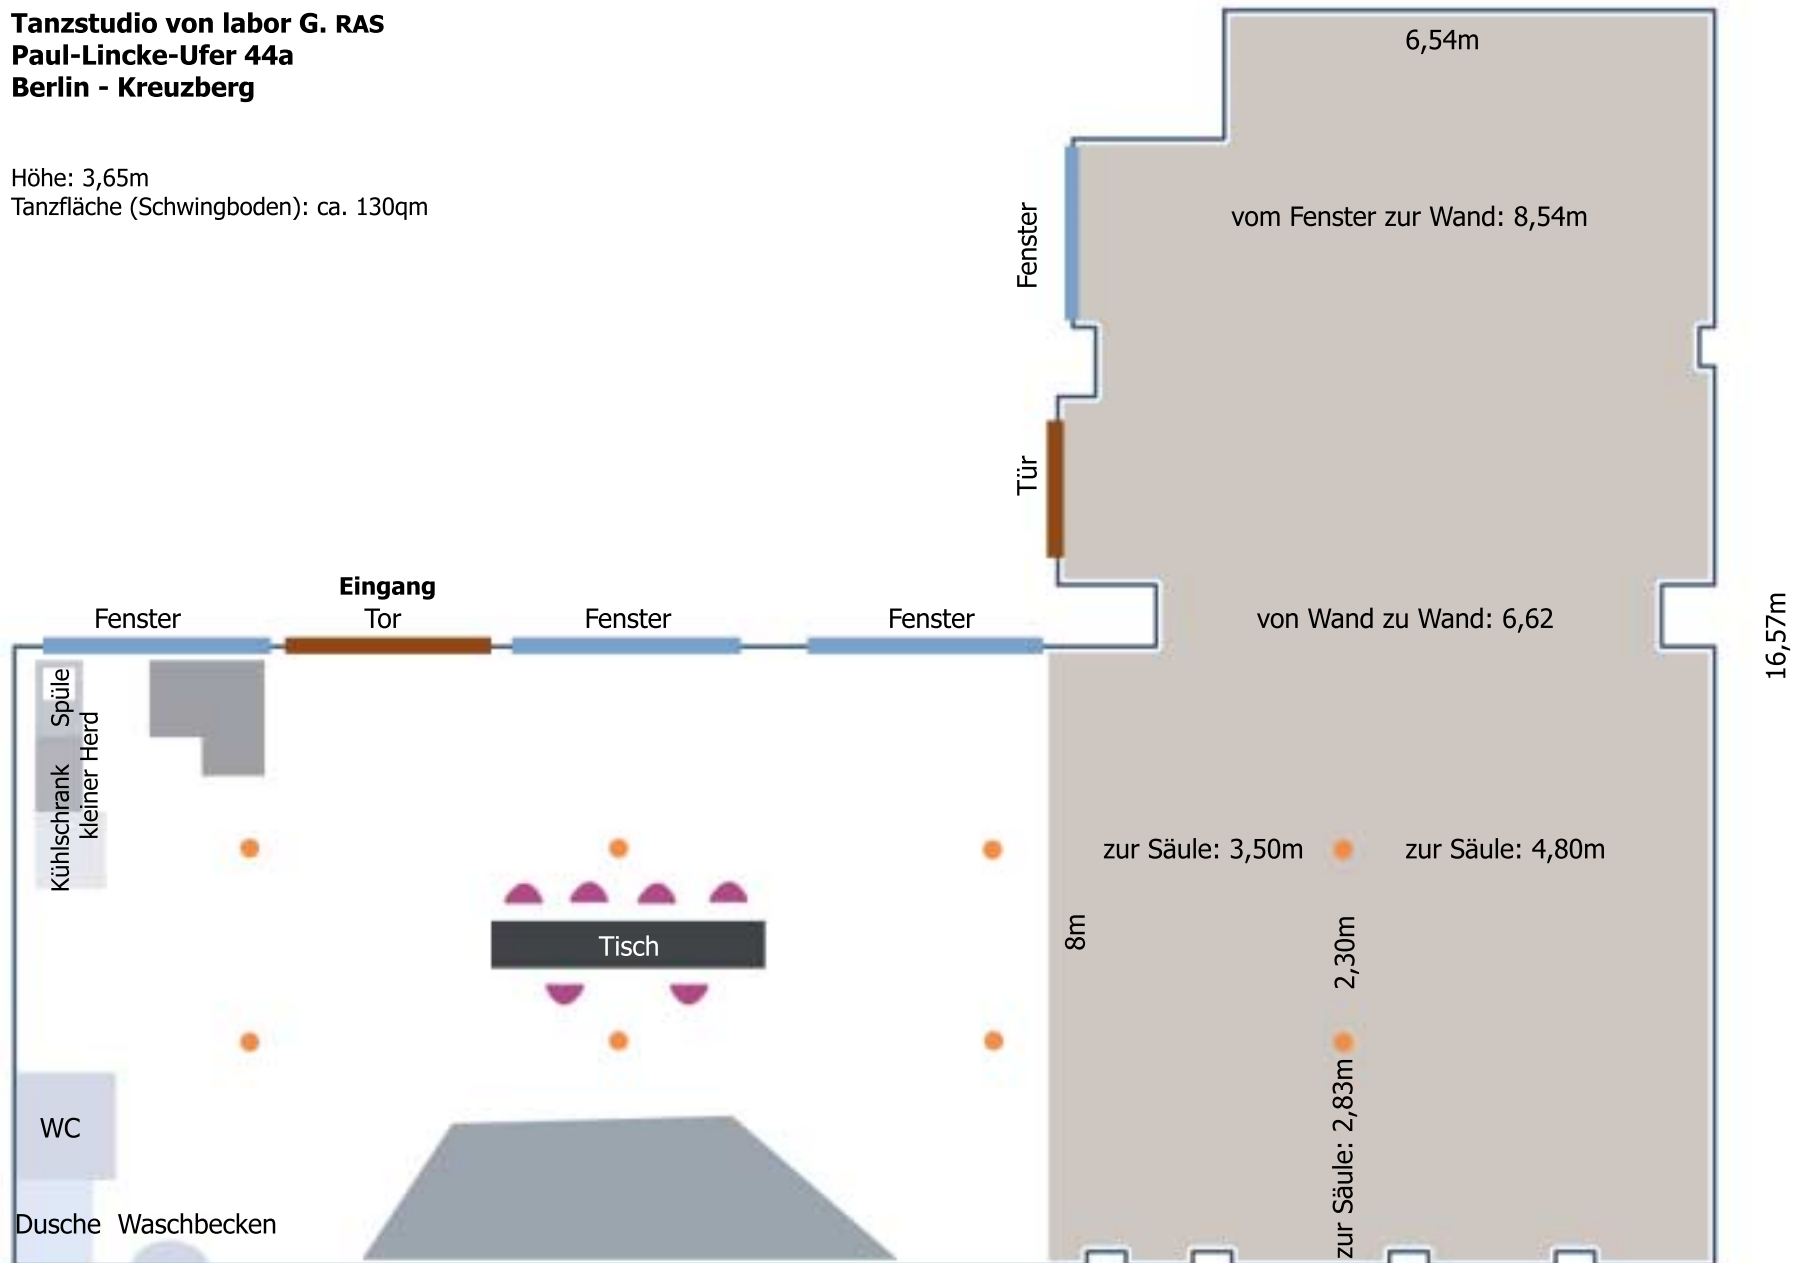 Tanzstudio von labor G. RAS
Paul-Lincke-Ufer 44a
Berlin - Kreuzberg
Höhe: 3,65m
Tanzfläche (Schwingboden): ca. 130qm
6,54m
Fenster
vom Fenster zur Wand: 8,54m
Tür
Eingang
Fenster
Tor
Fenster
Fenster
von Wand zu Wand: 6,62
16,57m
Spüle
kleiner Herd
Kühlschrank
zur Säule: 3,50m
zur Säule: 4,80m
Tisch
8m
2,30m
zur Säule: 2,83m
WC
Dusche
Waschbecken